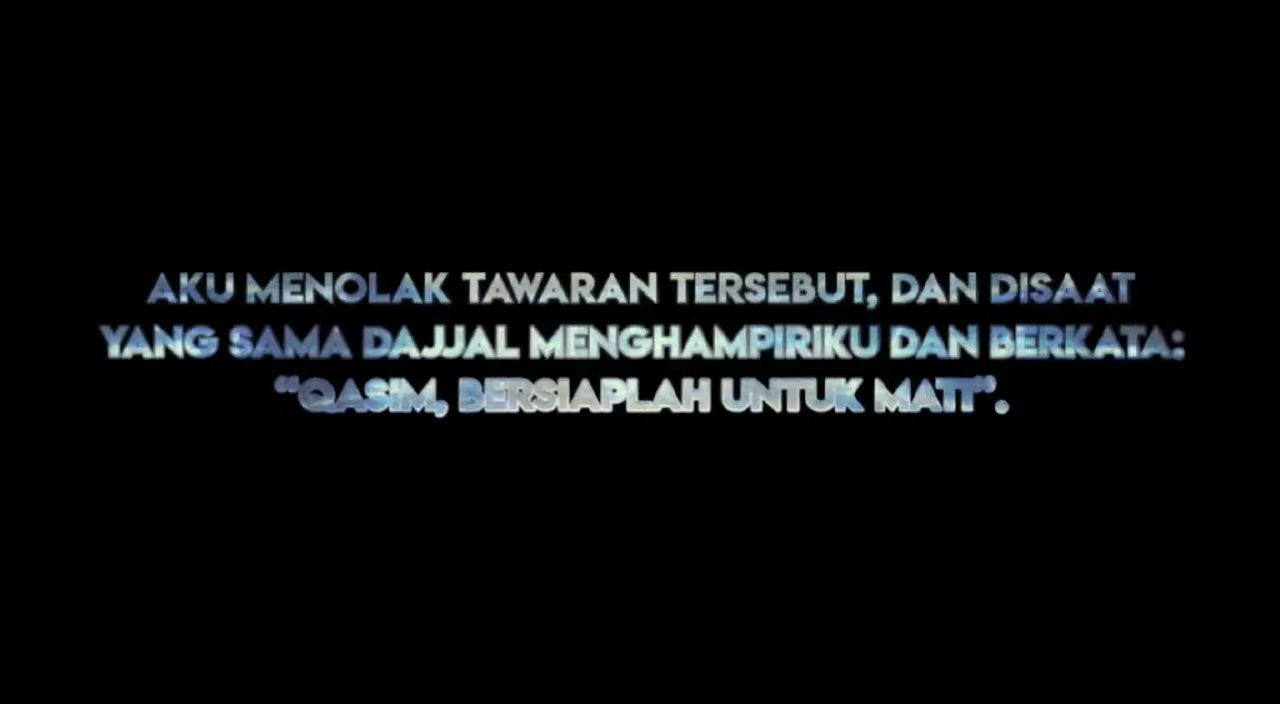 AKU MENOLAK TAWARAN TERSEBUT, DAN DISAAT
YANG SAMA DAJJAL MENGHAMPIRIKU DAN BERKATA:
“QASIM, BERSIAPLAH UNTUK MATI”.